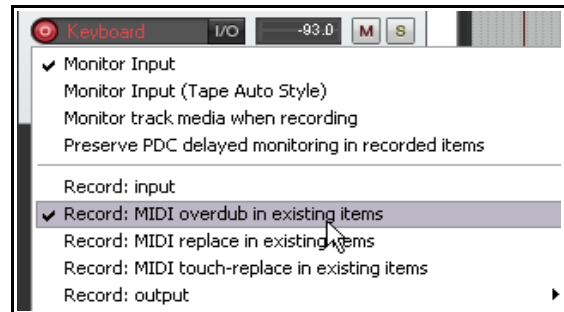 Keyboard I/O -93.0 M S
Monitor Input
Monitor Input (Tape Auto Style)
Monitor track media when recording
Preserve PDC delayed monitoring in recorded items
Record: input
Record: MIDI overdub in existing items
Record: MIDI replace in existing items
Record: MIDI touch-replace in existing items
Record: output